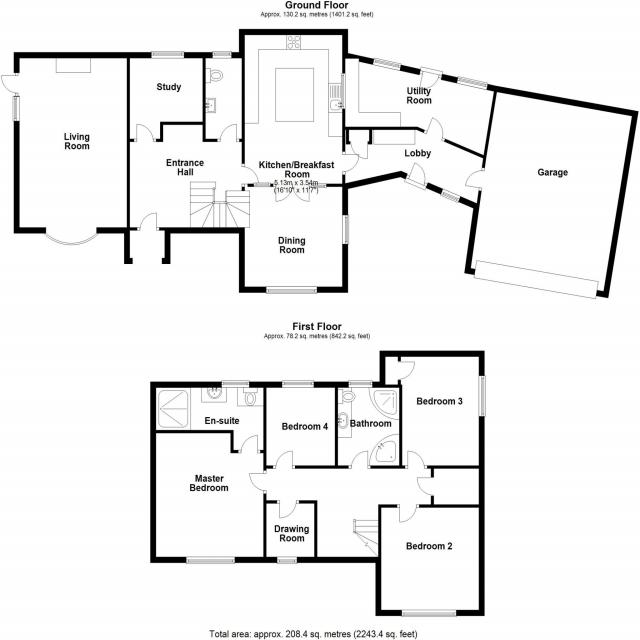 Ground Floor
Approx. 130.2 sq. metres (1401.2 sq. feet)
Study
Utility
Room
Living
Room
Lobby
Entrance
Hall
Kitchen/Breakfast
Room
5.13m x 3.54m
(16'10" x 11'7")
Garage
Dining
Room
First Floor
Approx. 78.2 sq. metres (842.2 sq. feet)
En-suite
Bedroom 4
Bathroom
Bedroom 3
Master
Bedroom
Drawing
Room
Bedroom 2
Total area: approx. 208.4 sq. metres (2243.4 sq. feet)